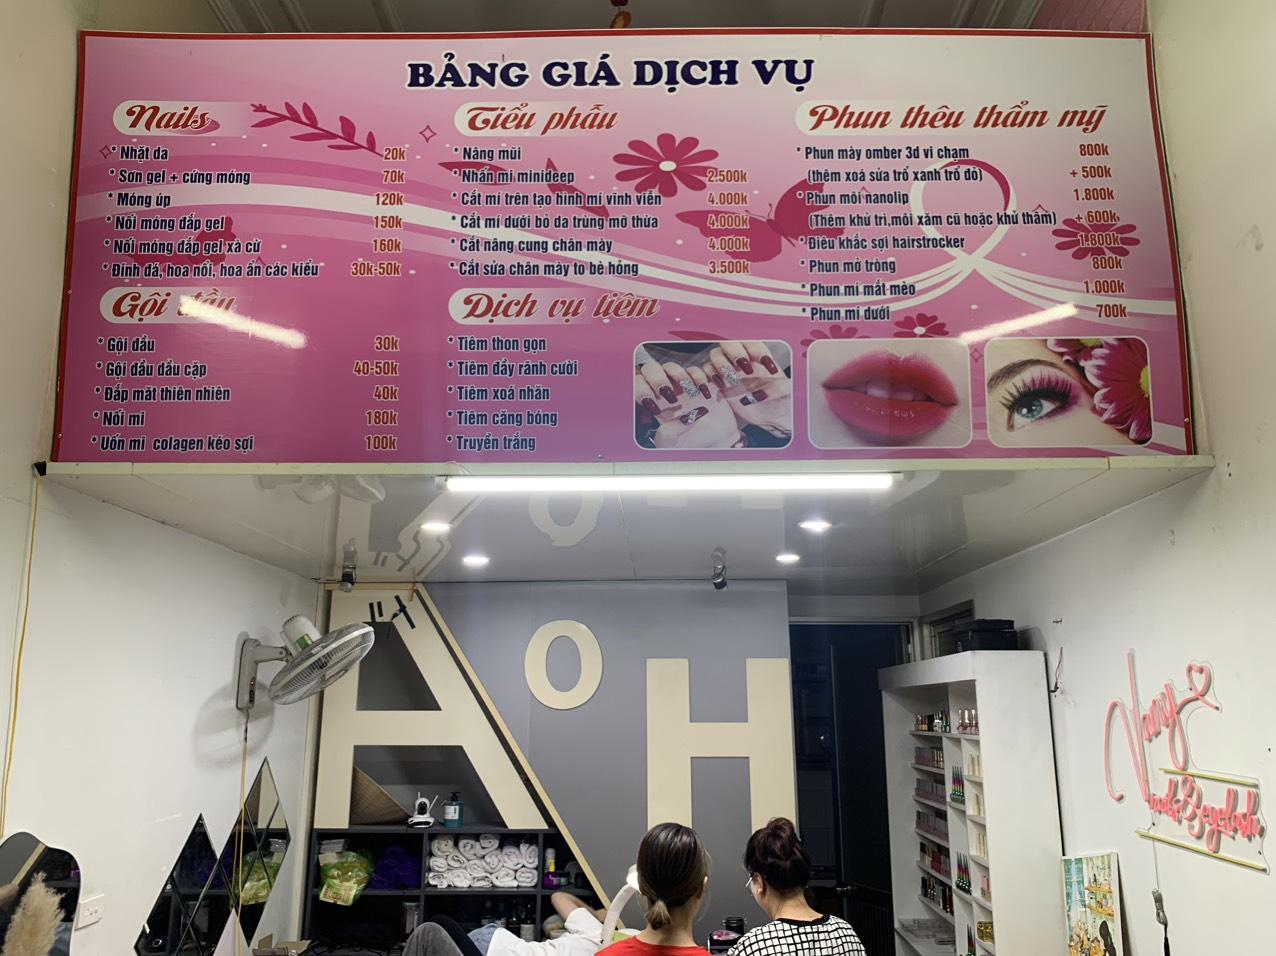 BẢNG GIÁ DỊCH VỤ
Nails
* Nhặt da 20k
* Sơn gel + cứng móng 70k
* Móng úp 120k
* Nối móng đắp gel 150k
* Nối móng đắp gel xà cừ 160k
* Đính đá, hoa nổi, hoa ẩn các kiểu 30k-50k
Gội đầu
* Gội đầu 30k
* Gội đầu dầu cặp 40-50k
* Đắp mắt thiên nhiên 40k
* Nối mi 180k
* Uốn mi colagen kéo sợi 100k
Tiểu phẫu
* Nâng mũi
* Nhấn mí minideep 2.500k
* Cắt mí trên tạo hình mí vĩnh viễn 4.000k
* Cắt mí dưới bỏ da trùng mỡ thừa 4.000k
* Cắt nâng cung chân mày 4.000k
* Cắt sửa chân mày to bè hỏng 3.500k
Dịch vụ tiêm
* Tiêm thon gọn
* Tiêm đầy rãnh cười
* Tiêm xoá nhăn
* Tiêm căng bóng
* Truyền trắng
Phun thêu thẩm mỹ
* Phun mày omber 3d vi chạm 800k
(thêm xoá sửa trổ xanh trổ đỏ) + 500k
* Phun môi nanolip 1.800k
(Thêm khử trị.môi xăm cũ hoặc khử thâm) + 600k
* Điêu khắc sợi hairstrocker 1.800k
* Phun mở tròng 800k
* Phun mí mắt mèo 1.000k
* Phun mí dưới 700k
A O H
Vany
nails & eyelash